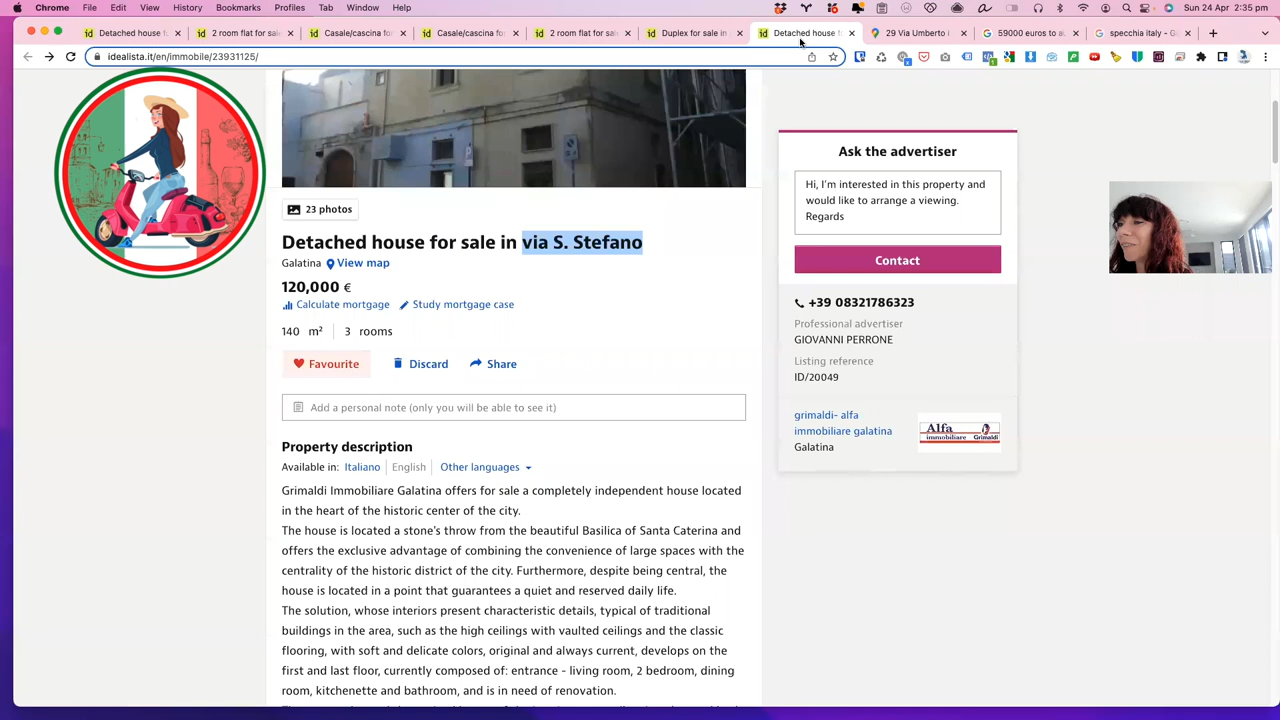 Chrome File Edit View History Bookmarks Profiles Tab Window Help Sun 24 Apr 2:35 pm
Detached house f 2 room flat for sal Casale/cascina for Casale/cascina for 2 room flat for sal Duplex for sale in Detached house f 29 Via Umberto I 59000 euros to au specchia italy - G
idealista.it/en/immobile/23931125/
23 photos
Detached house for sale in via S. Stefano
Galatina View map
120,000 €
Calculate mortgage Study mortgage case
140 m² 3 rooms
Favourite Discard Share
Add a personal note (only you will be able to see it)
Property description
Available in: Italiano English Other languages
Grimaldi Immobiliare Galatina offers for sale a completely independent house located
in the heart of the historic center of the city.
The house is located a stone's throw from the beautiful Basilica of Santa Caterina and
offers the exclusive advantage of combining the convenience of large spaces with the
centrality of the historic district of the city. Furthermore, despite being central, the
house is located in a point that guarantees a quiet and reserved daily life.
The solution, whose interiors present characteristic details, typical of traditional
buildings in the area, such as the high ceilings with vaulted ceilings and the classic
flooring, with soft and delicate colors, original and always current, develops on the
first and last floor, currently composed of: entrance - living room, 2 bedroom, dining
room, kitchenette and bathroom, and is in need of renovation.
Ask the advertiser
Hi, I'm interested in this property and
would like to arrange a viewing.
Regards
Contact
+39 08321786323
Professional advertiser
GIOVANNI PERRONE
Listing reference
ID/20049
grimaldi- alfa
immobiliare galatina
Galatina
Alfa
immobiliare Grimaldi